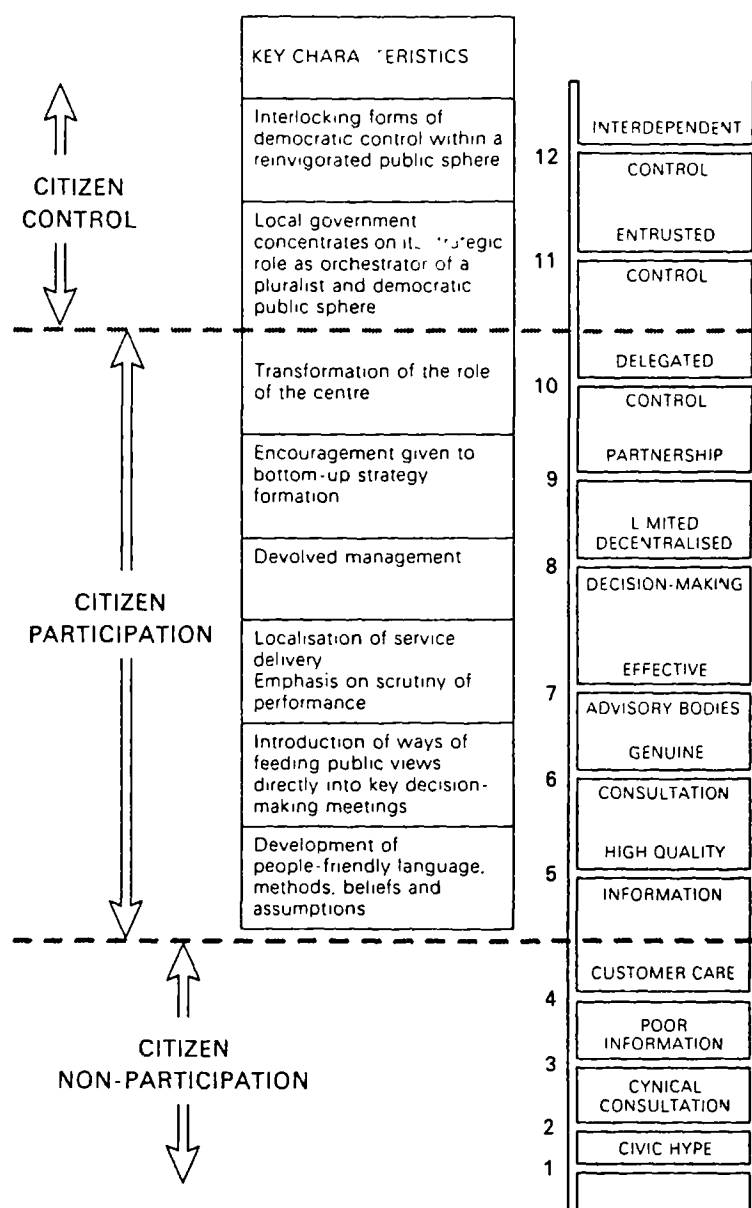 KEY CHARA ERISTICS
Interlocking forms of
democratic control within a
reinvigorated public sphere
Local government
concentrates on
role as orchestrator of a
pluralist and democratic
public sphere
Transformation of the role
of the centre
Encouragement given to
bottom-up strategy
formation
Devolved management
Localisation of service
delivery
Emphasis on scrutiny of
performance
Introduction of ways of
feeding public views
directly into key decision-
making meetings
Development of
people-friendly language,
methods, beliefs and
assumptions
CITIZEN
CONTROL
CITIZEN
PARTICIPATION
CITIZEN
NON-PARTICIPATION
INTERDEPENDENT
12
CONTROL
ENTRUSTED
11
CONTROL
DELEGATED
10
CONTROL
PARTNERSHIP
9
L MITED
DECENTRALISED
8
DECISION-MAKING
EFFECTIVE
7
ADVISORY BODIES
GENUINE
6
CONSULTATION
HIGH QUALITY
5
INFORMATION
CUSTOMER CARE
4
POOR
INFORMATION
3
CYNICAL
CONSULTATION
2
CIVIC HYPE
1